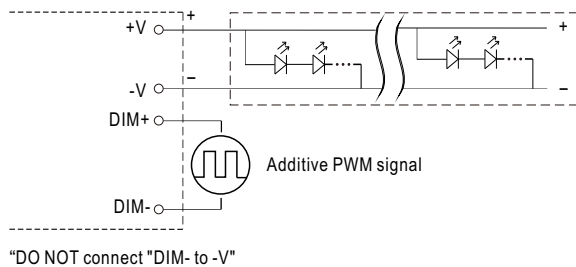 +V +
-V −
+
−
DIM+
Additive PWM signal
DIM-
“DO NOT connect "DIM- to -V"